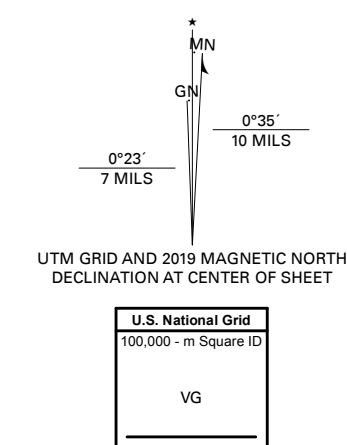 ★
MN
GN
0°35´
10 MILS
0°23´
7 MILS
UTM GRID AND 2019 MAGNETIC NORTH
DECLINATION AT CENTER OF SHEET
U.S. National Grid
100,000 - m Square ID
VG